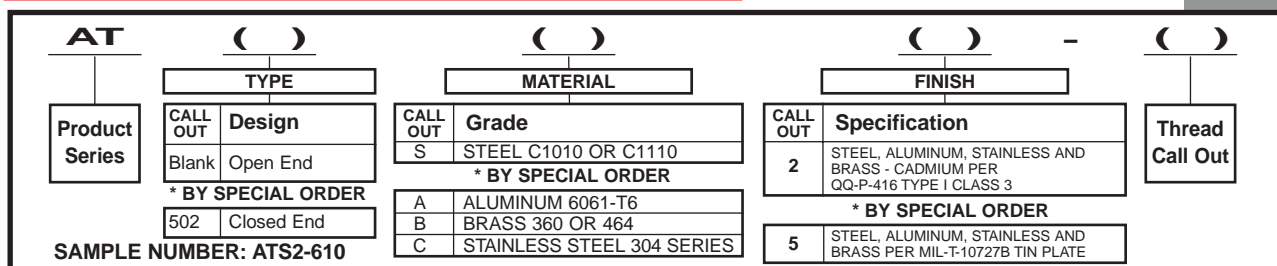 AT ( ) ( ) ( ) – ( )
TYPE
MATERIAL
FINISH
Product
Series
CALL
OUT
Design
Blank
Open End
* BY SPECIAL ORDER
502
Closed End
SAMPLE NUMBER: ATS2-610
CALL
OUT
Grade
S
STEEL C1010 OR C1110
* BY SPECIAL ORDER
A
ALUMINUM 6061-T6
B
BRASS 360 OR 464
C
STAINLESS STEEL 304 SERIES
CALL
OUT
Specification
2
STEEL, ALUMINUM, STAINLESS AND
BRASS - CADMIUM PER
QQ-P-416 TYPE I CLASS 3
* BY SPECIAL ORDER
5
STEEL, ALUMINUM, STAINLESS AND
BRASS PER MIL-T-10727B TIN PLATE
Thread
Call Out